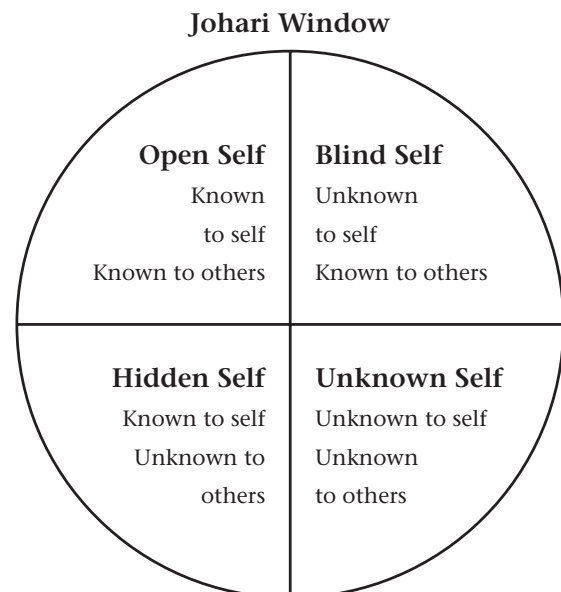 Johari Window
Open Self
Known
to self
Known to others
Blind Self
Unknown
to self
Known to others
Hidden Self
Known to self
Unknown to
others
Unknown Self
Unknown to self
Unknown
to others